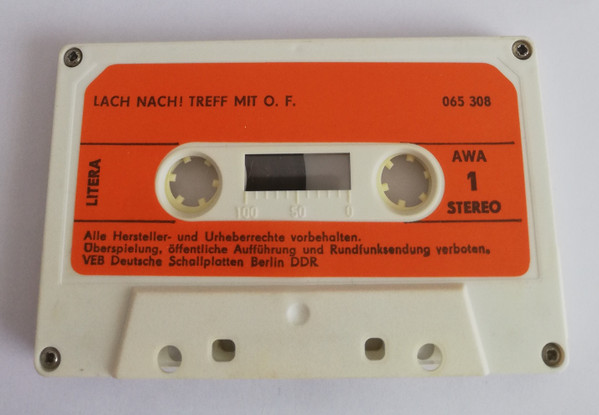 LACH NACH! TREFF MIT O. F. 065 308
LITERA
AWA
1
STEREO
100 50 0
Alle Hersteller- und Urheberrechte vorbehalten.
Überspielung, öffentliche Aufführung und Rundfunksendung verboten.
VEB Deutsche Schallplatten Berlin DDR